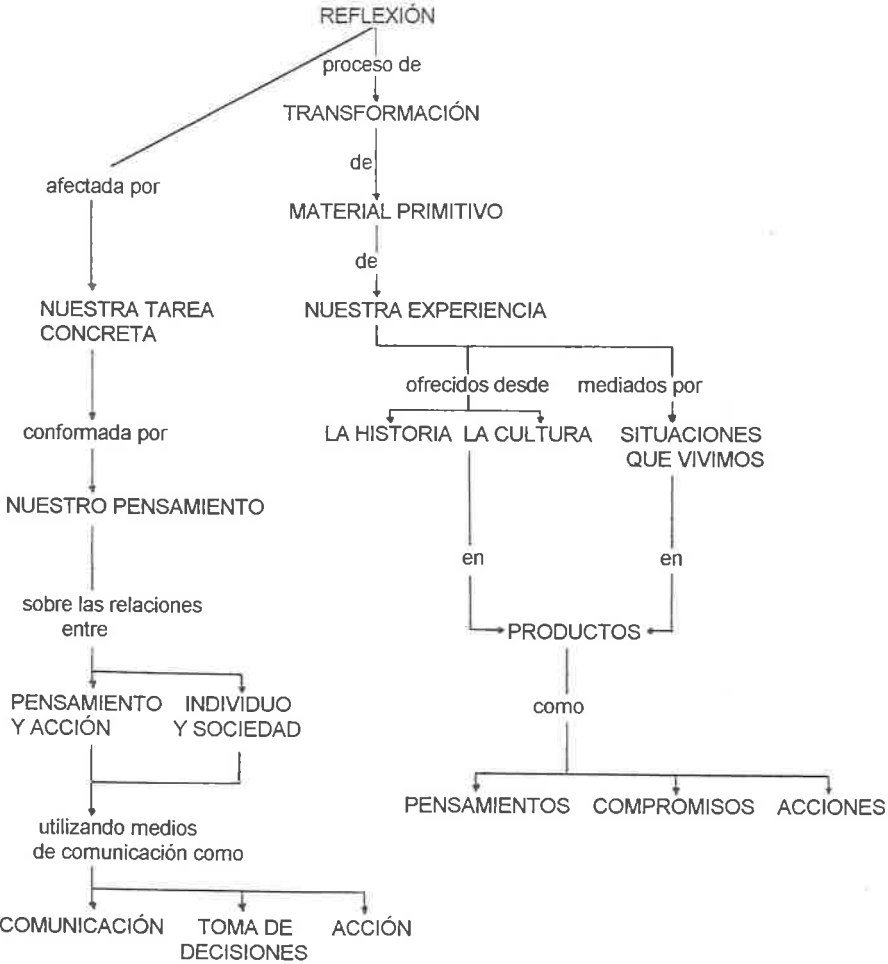 REFLEXIÓN
proceso de
TRANSFORMACIÓN
de
MATERIAL PRIMITIVO
de
NUESTRA EXPERIENCIA
ofrecidos desde
mediados por
LA HISTORIA
LA CULTURA
SITUACIONES
QUE VIVIMOS
en
en
PRODUCTOS
como
PENSAMIENTOS
COMPROMISOS
ACCIONES
afectada por
NUESTRA TAREA
CONCRETA
conformada por
NUESTRO PENSAMIENTO
sobre las relaciones
entre
PENSAMIENTO
Y ACCIÓN
INDIVIDUO
Y SOCIEDAD
utilizando medios
de comunicación como
COMUNICACIÓN
TOMA DE
DECISIONES
ACCIÓN